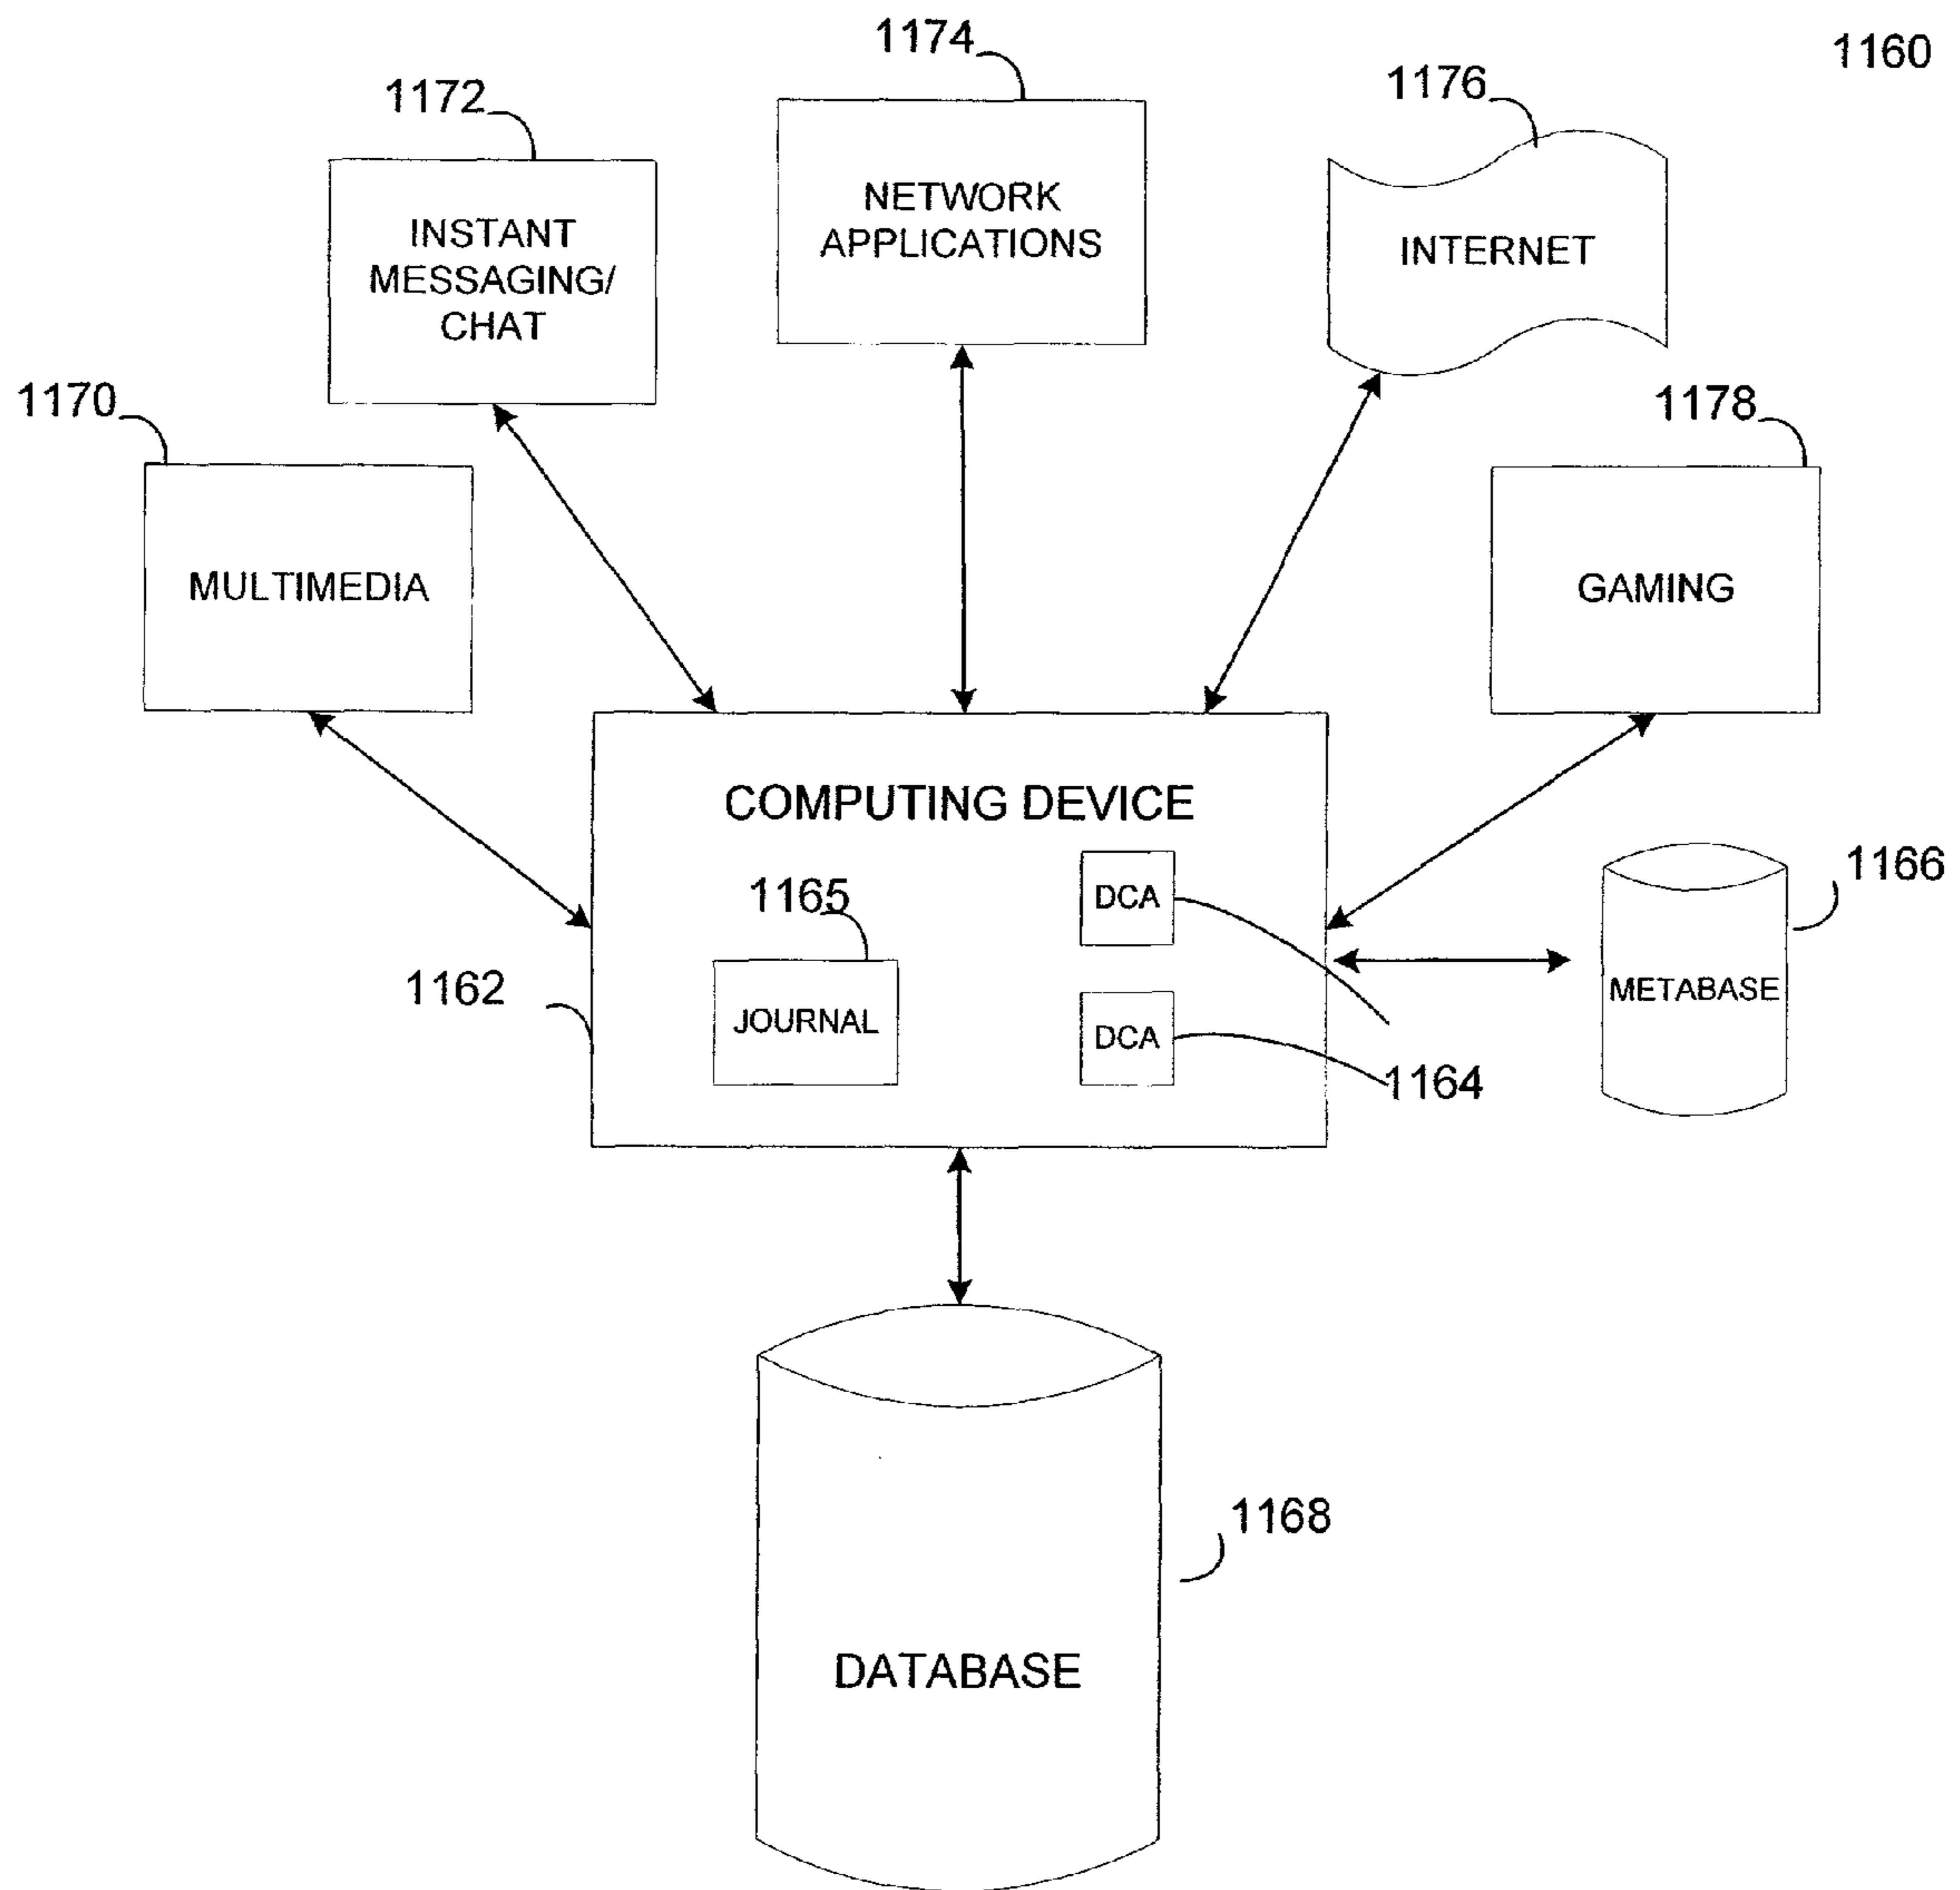 1160
1174
1176
1172
NETWORK
APPLICATIONS
INTERNET
INSTANT
MESSAGING/
CHAT
1170
1178
MULTIMEDIA
GAMING
COMPUTING DEVICE
1166
DCA
1165
1162
METABASE
JOURNAL
DCA
1164
1168
DATABASE